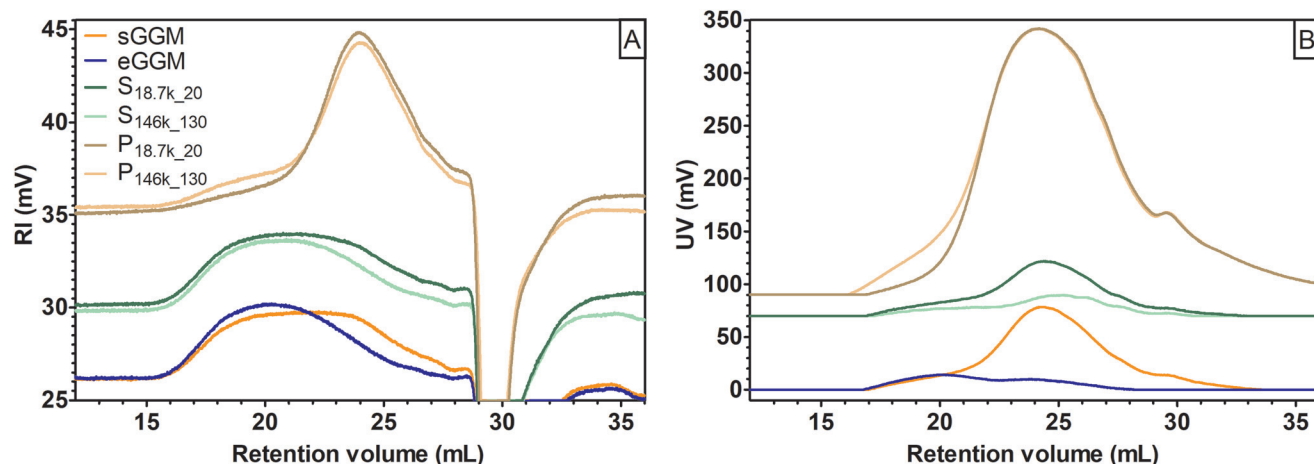 45
40
35
30
25
RI (mV)
A
sGGM
eGGM
S18.7k_20
S146k_130
P18.7k_20
P146k_130
15
20
25
30
35
Retention volume (mL)
350
300
250
200
150
100
50
0
UV (mV)
B
15
20
25
30
35
Retention volume (mL)